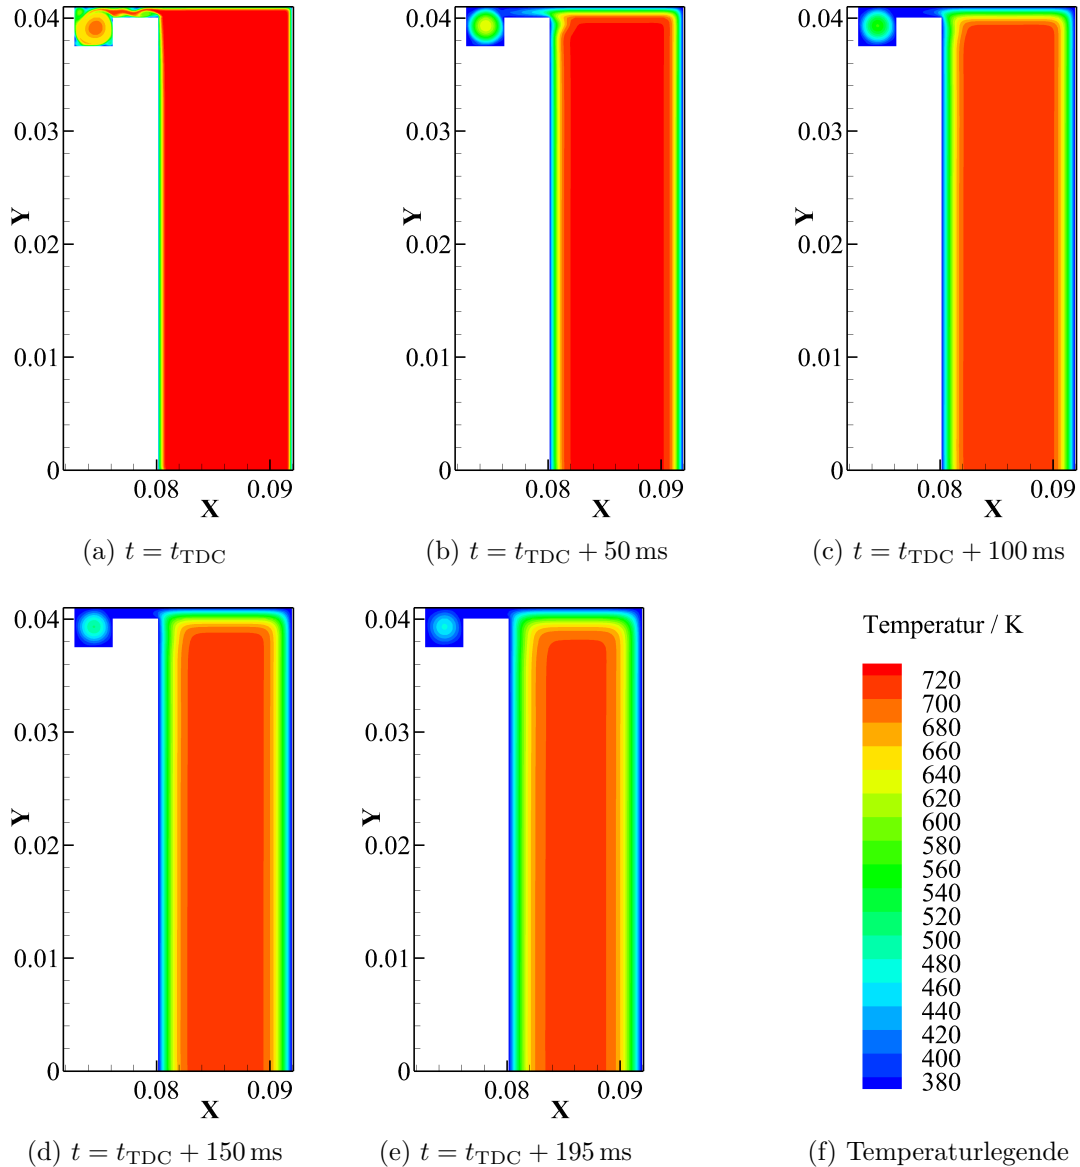 0.04
0.03
0.02
0.01
0
Y
0.08 0.09
X
(a) t = t_TDC
0.04
0.03
0.02
0.01
0
Y
0.08 0.09
X
(b) t = t_TDC + 50 ms
0.04
0.03
0.02
0.01
0
Y
0.08 0.09
X
(c) t = t_TDC + 100 ms
0.04
0.03
0.02
0.01
0
Y
0.08 0.09
X
(d) t = t_TDC + 150 ms
0.04
0.03
0.02
0.01
0
Y
0.08 0.09
X
(e) t = t_TDC + 195 ms
Temperatur / K
720
700
680
660
640
620
600
580
560
540
520
500
480
460
440
420
400
380
(f) Temperaturlegende